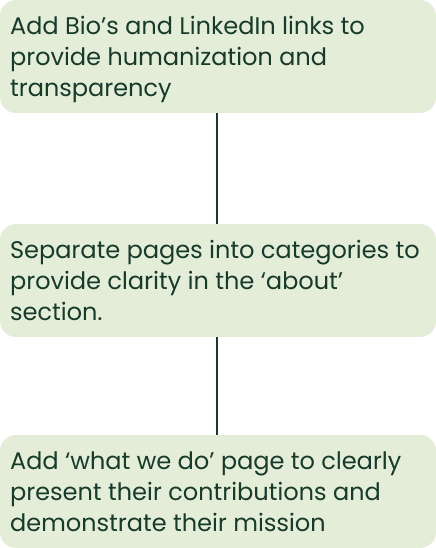 Add Bio’s and LinkedIn links to
provide humanization and
transparency
Separate pages into categories to
provide clarity in the ‘about’
section.
Add ‘what we do’ page to clearly
present their contributions and
demonstrate their mission